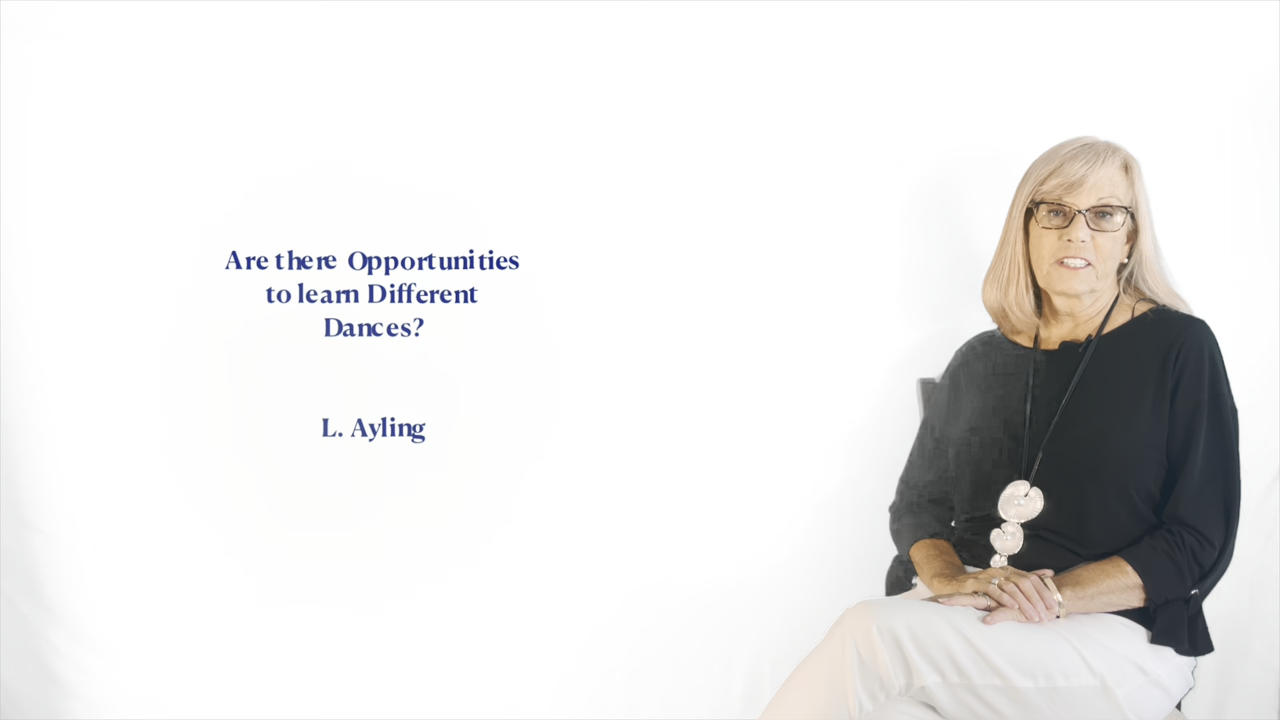 Are there Opportunities
to learn Different
Dances?
L. Ayling